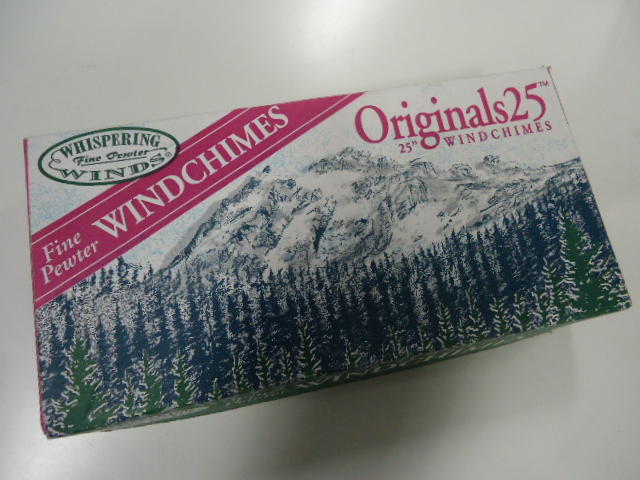 WHISPERING
Fine Pewter
WINDS®
Fine
Pewter
WINDCHIMES
Originals25™
25" WINDCHIMES